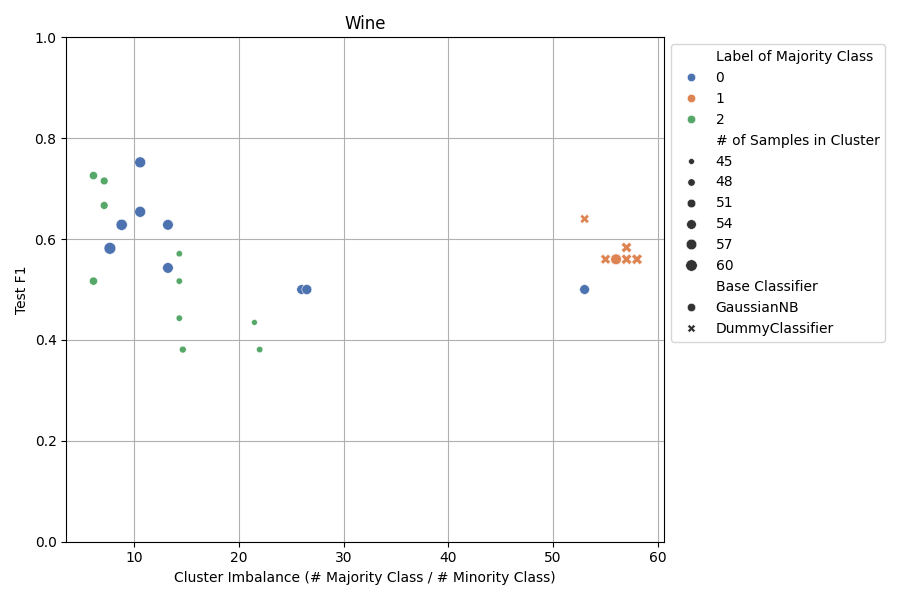 Wine
1.0
0.8
0.6
0.4
0.2
0.0
Test F1
10 20 30 40 50 60
Cluster Imbalance (# Majority Class / # Minority Class)
Label of Majority Class
0
1
2
# of Samples in Cluster
45
48
51
54
57
60
Base Classifier
GaussianNB
DummyClassifier